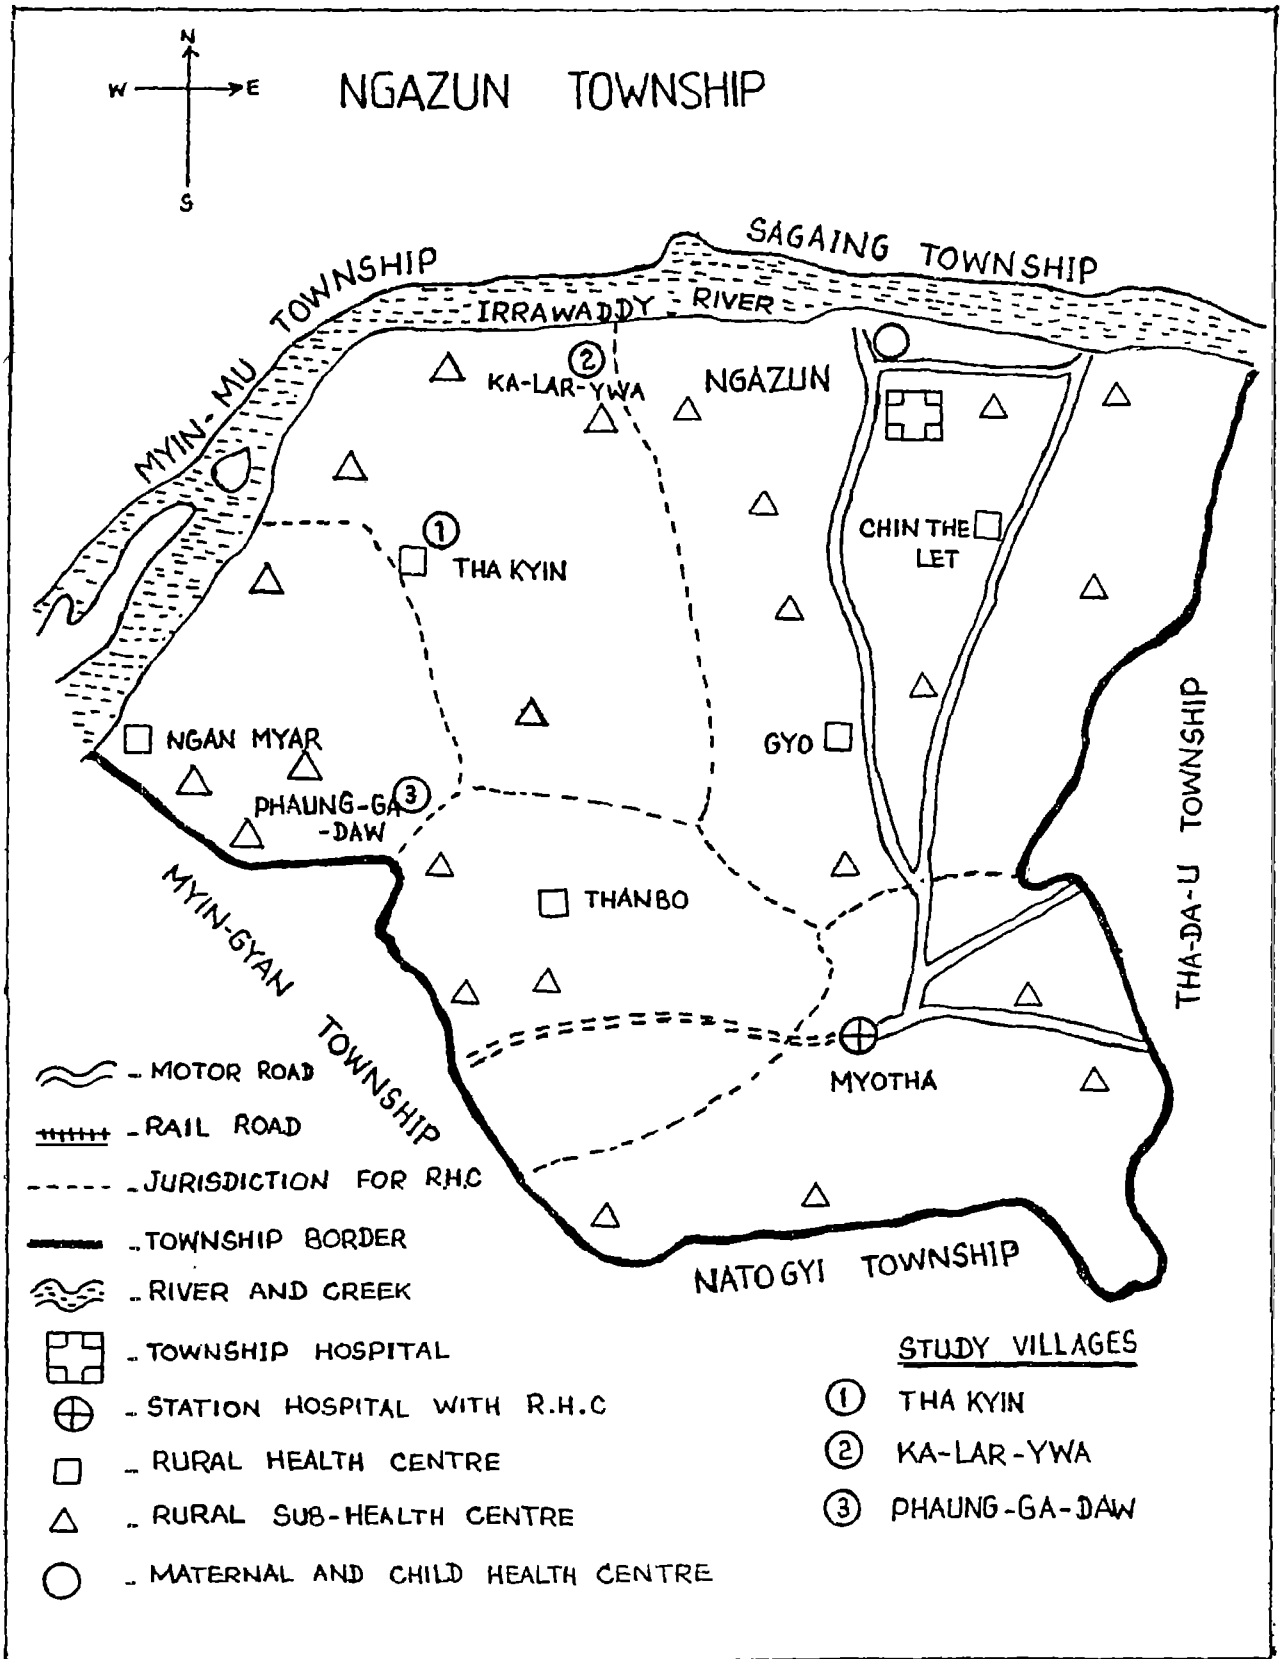 N
W E
S
NGAZUN TOWNSHIP
SAGAING TOWNSHIP
MYIN-MU TOWNSHIP
IRRAWADDY RIVER
2
KA-LAR-YWA
NGAZUN
1
THA KYIN
CHIN THE
LET
NGAN MYAR
GYO
PHAUNG-GA 3
-DAW
THANBO
THA-DA-U TOWNSHIP
MYIN-GYAN TOWNSHIP
MYOTHA
NATOGYI TOWNSHIP
- MOTOR ROAD
- RAIL ROAD
- JURISDICTION FOR R.H.C
- TOWNSHIP BORDER
- RIVER AND CREEK
- TOWNSHIP HOSPITAL
- STATION HOSPITAL WITH R.H.C
- RURAL HEALTH CENTRE
- RURAL SUB-HEALTH CENTRE
- MATERNAL AND CHILD HEALTH CENTRE
STUDY VILLAGES
1 THA KYIN
2 KA-LAR-YWA
3 PHAUNG-GA-DAW